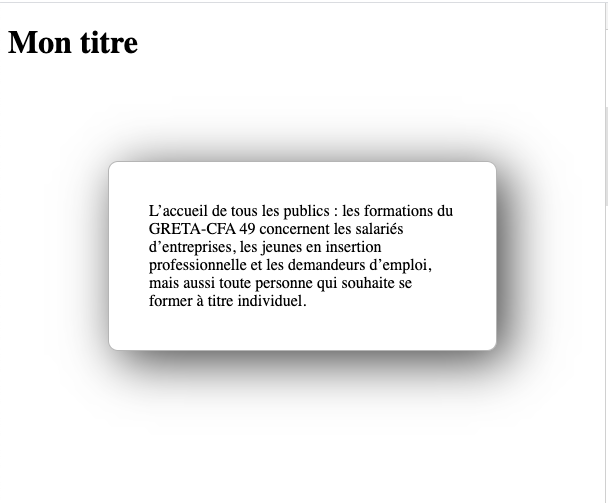 Mon titre
L’accueil de tous les publics : les formations du
GRETA-CFA 49 concernent les salariés
d’entreprises, les jeunes en insertion
professionnelle et les demandeurs d’emploi,
mais aussi toute personne qui souhaite se
former à titre individuel.